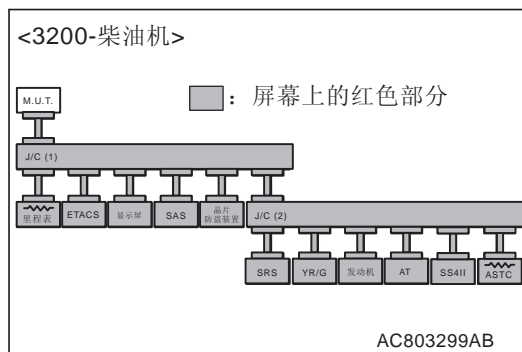 <3200-柴油机>
M.U.T.
：屏幕上的红色部分
J/C (1)
里程表 ETACS 显示屏 SAS 晶片 J/C (2)
防盗装置
SRS YR/G 发动机 AT SS4II ASTC
AC803299AB